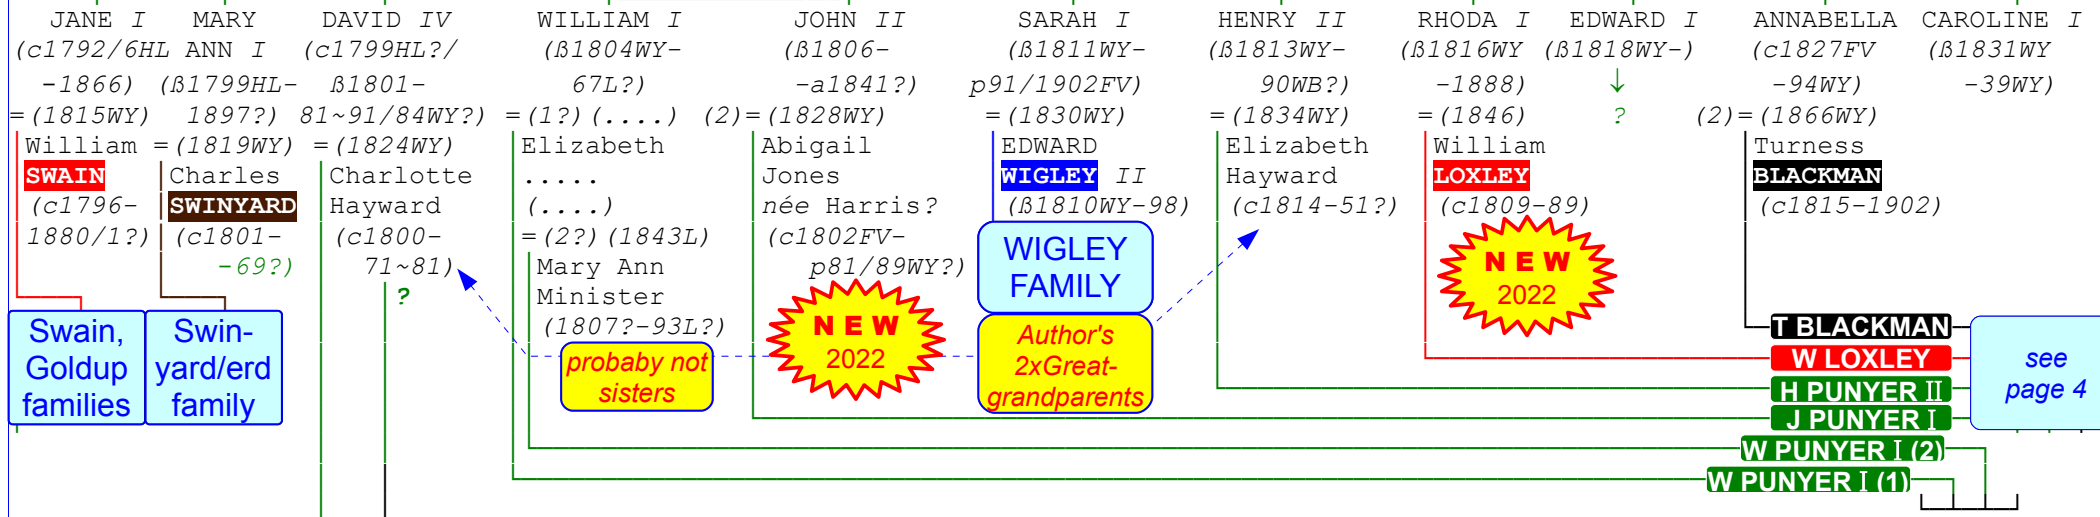 JANE I MARY DAVID IV WILLIAM I JOHN II SARAH I HENRY II RHODA I EDWARD I ANNABELLA CAROLINE I
(c1792/6HL ANN I (c1799HL?/ (ß1804WY- (ß1806- (ß1811WY- (ß1813WY- (ß1816WY (ß1818WY-) (c1827FV (ß1831WY
-1866) (ß1799HL- ß1801- 67L?) -a1841?) p91/1902FV) 90WB?) -1888) ↓ -94WY) -39WY)
=(1815WY) 1897?) 81~91/84WY?) =(1?)(....) (2)=(1828WY) =(1830WY) =(1834WY) =(1846) ? (2)=(1866WY)
William =(1819WY) =(1824WY) Elizabeth Abigail EDWARD Elizabeth William Turness
SWAIN Charles Charlotte ..... Jones WIGLEY II Hayward LOXLEY BLACKMAN
(c1796- SWINYARD Hayward (....) née Harris? (ß1810WY-98) (c1814-51?) (c1809-89) (c1815-1902)
1880/1?) (c1801- (c1800- =(2?)(1843L) (c1802FV- WIGLEY
-69?) 71~81) Mary Ann p81/89WY?) FAMILY NEW
? Minister 2022
(1807?-93L?) NEW
2022
Swain, Swin- probaby not Author's T BLACKMAN
Goldup yard/erd sisters 2xGreat- W LOXLEY see
families family grandparents H PUNYER II page 4
J PUNYER I
W PUNYER I (2)
W PUNYER I (1)